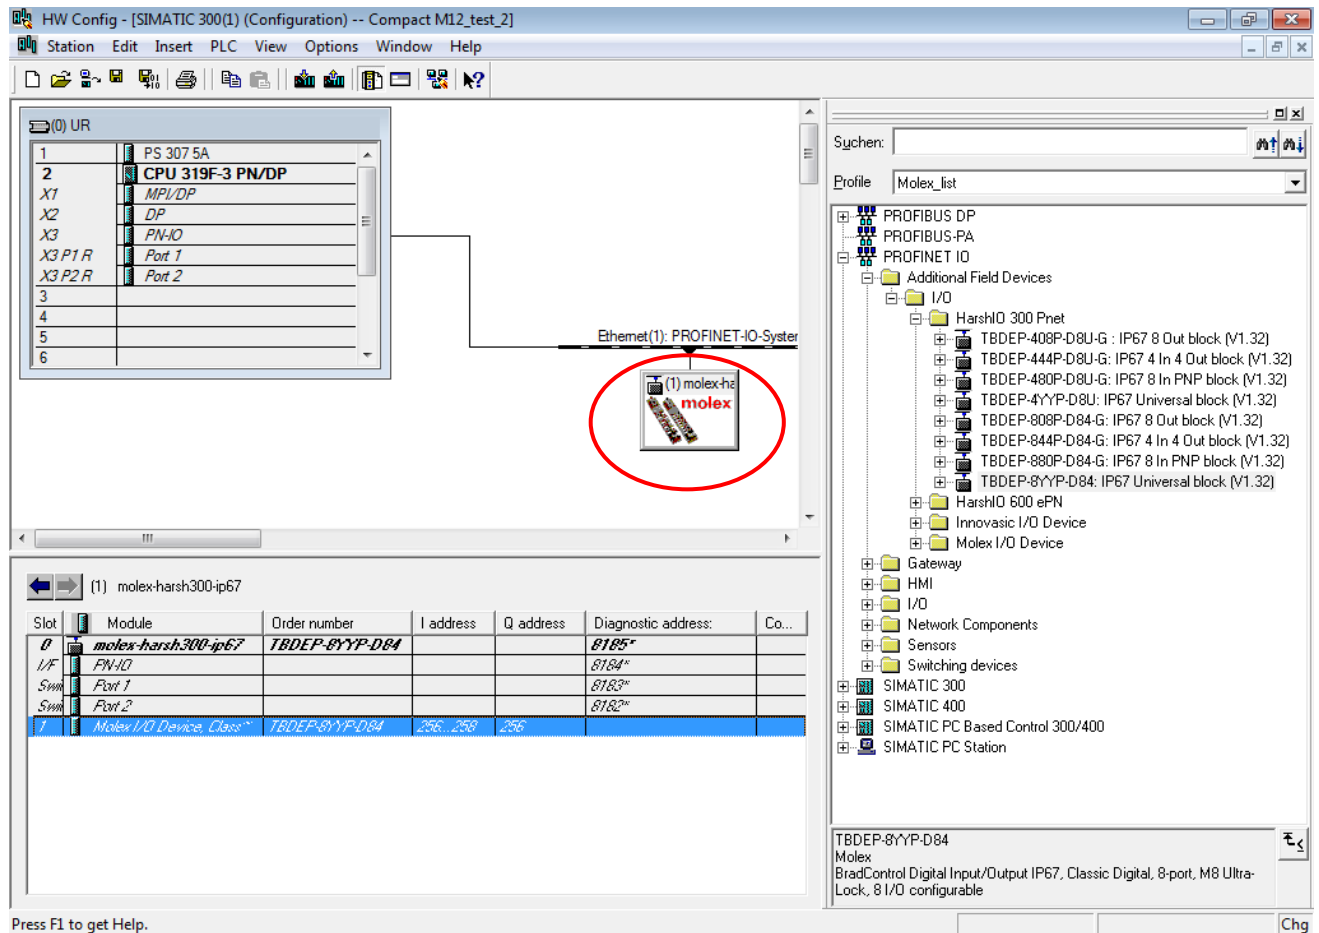 HW Config - [SIMATIC 300(1) (Configuration) -- Compact M12_test_2]
Station Edit Insert PLC View Options Window Help
(0) UR
1 PS 307 5A
2 CPU 319F-3 PN/DP
X1 MPI/DP
X2 DP
X3 PN-IO
X3 P1 R Port 1
X3 P2 R Port 2
3
4
5
6
Ethernet(1): PROFINET-IO-System
(1) molex-ha
molex
(1) molex-harsh300-ip67
Slot Module Order number I address Q address Diagnostic address: Co...
0 molex-harsh300-ip67 TBDEP-8YYP-D84 8185*
I/F PN-IO 8184*
Swi Port 1 8183*
Swi Port 2 8182*
1 Molex I/O Device, Class~ TBDEP-8YYP-D84 256...258 256
Suchen:
Profile Molex_list
PROFIBUS DP
PROFIBUS-PA
PROFINET IO
Additional Field Devices
I/O
HarshIO 300 Pnet
TBDEP-408P-D8U-G : IP67 8 Out block (V1.32)
TBDEP-444P-D8U-G: IP67 4 In 4 Out block (V1.32)
TBDEP-480P-D8U-G: IP67 8 In PNP block (V1.32)
TBDEP-4YYP-D8U: IP67 Universal block (V1.32)
TBDEP-808P-D84-G: IP67 8 Out block (V1.32)
TBDEP-844P-D84-G: IP67 4 In 4 Out block (V1.32)
TBDEP-880P-D84-G: IP67 8 In PNP block (V1.32)
TBDEP-8YYP-D84: IP67 Universal block (V1.32)
HarshIO 600 ePN
Innovasic I/O Device
Molex I/O Device
Gateway
HMI
I/O
Network Components
Sensors
Switching devices
SIMATIC 300
SIMATIC 400
SIMATIC PC Based Control 300/400
SIMATIC PC Station
TBDEP-8YYP-D84
Molex
BradControl Digital Input/Output IP67, Classic Digital, 8-port, M8 Ultra-
Lock, 8 I/O configurable
Press F1 to get Help.
Chg